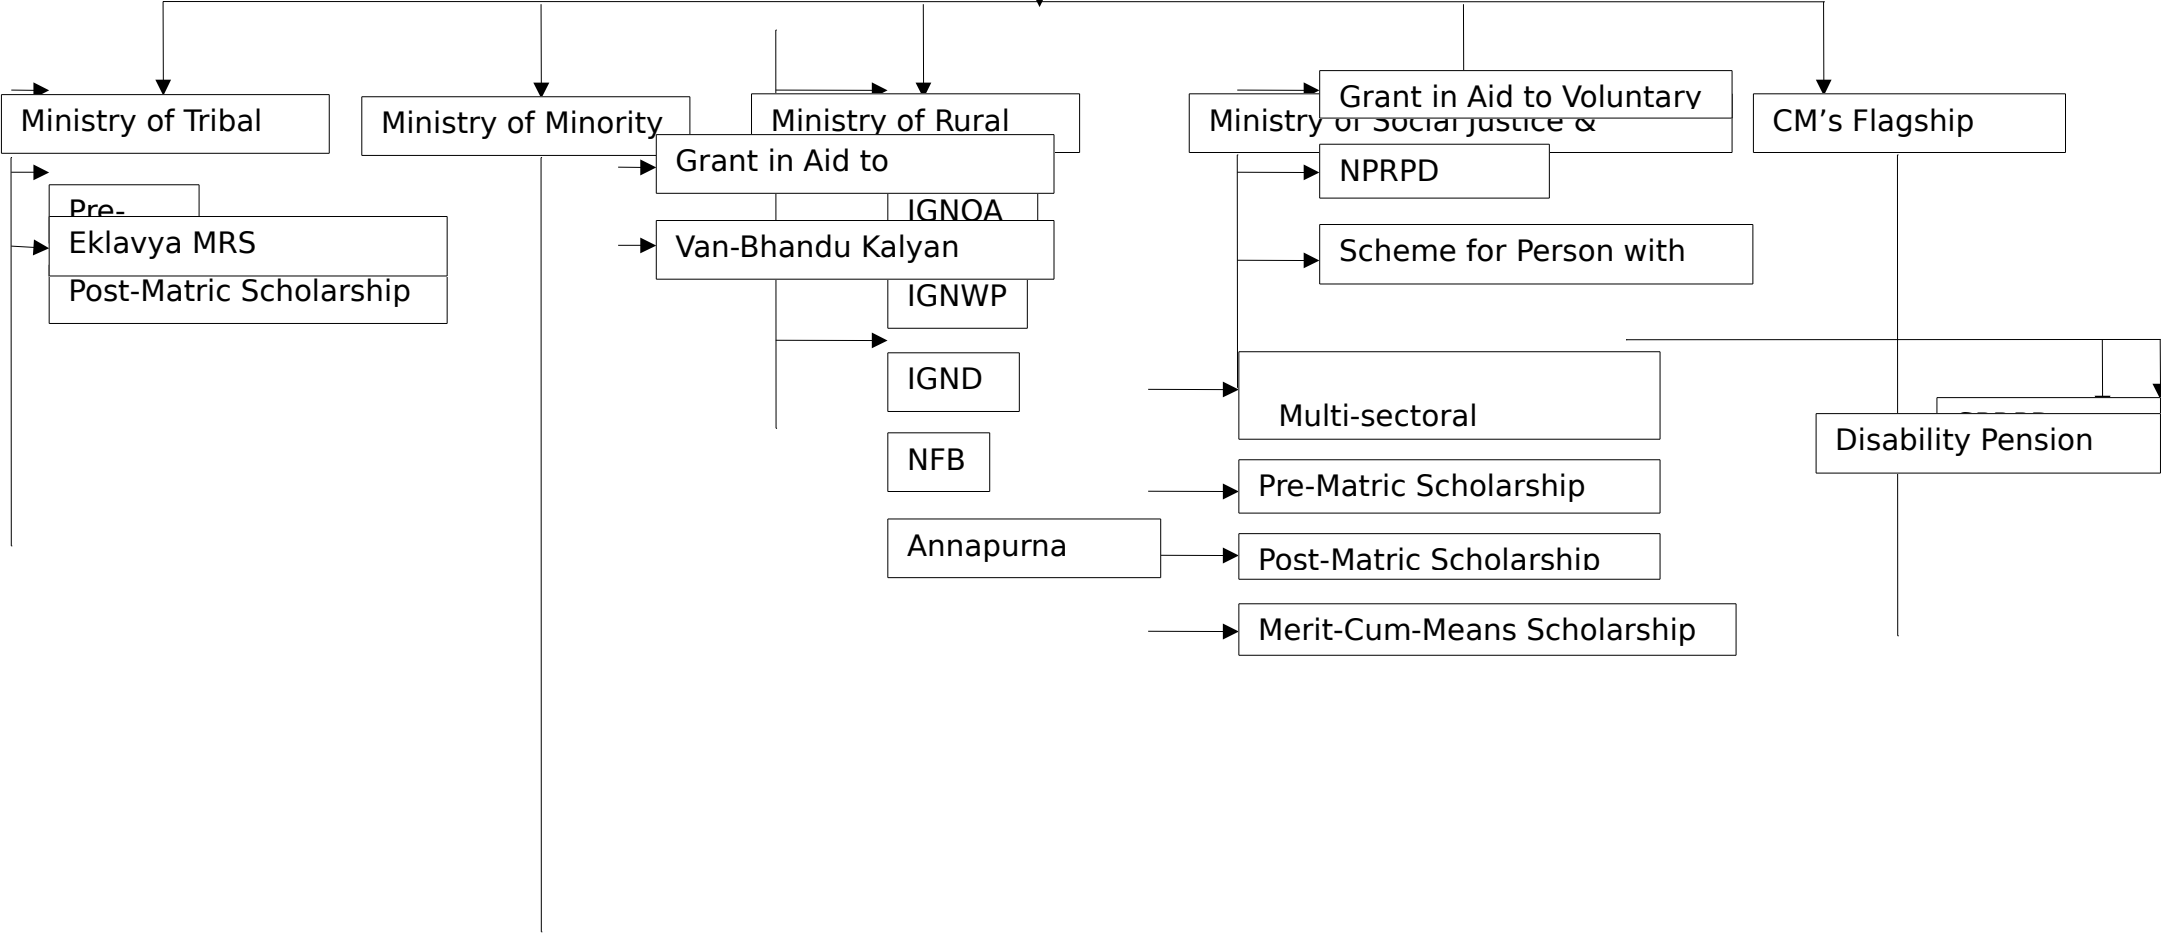 Ministry of Tribal
Ministry of Minority
Ministry of Rural
Ministry of Social Justice &
CM’s Flagship
Grant in Aid to Voluntary
NPRPD
Scheme for Person with
Pre-
Eklavya MRS
Post-Matric Scholarship
Grant in Aid to
Van-Bhandu Kalyan
IGNOA
IGNWP
IGND
NFB
Annapurna
Multi-sectoral
Pre-Matric Scholarship
Post-Matric Scholarship
Merit-Cum-Means Scholarship
Disability Pension